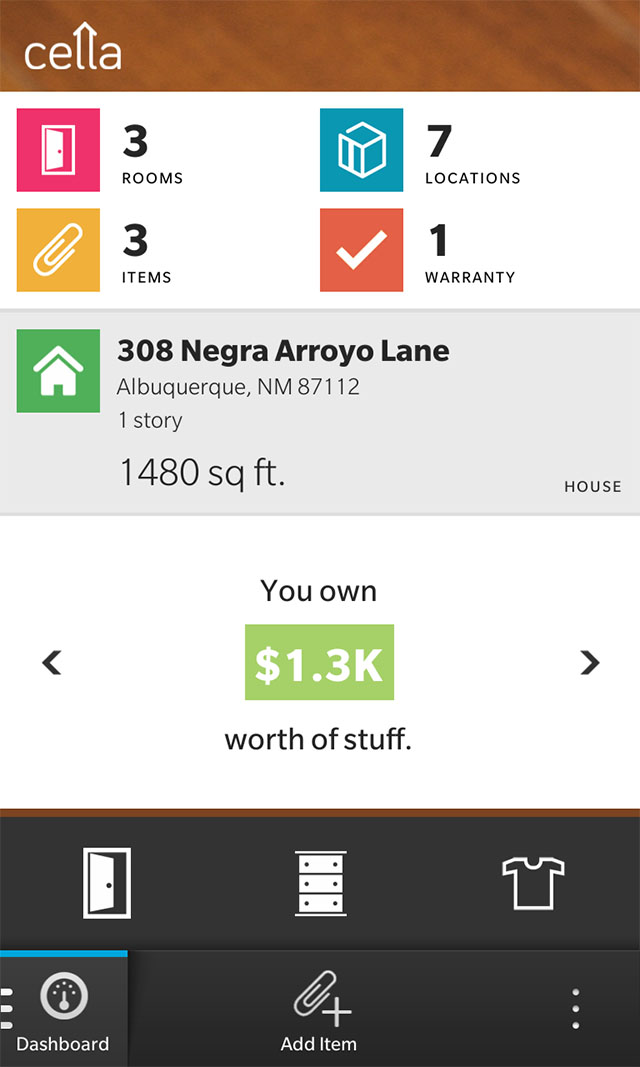 cella
3
ROOMS
7
LOCATIONS
3
ITEMS
1
WARRANTY
308 Negra Arroyo Lane
Albuquerque, NM 87112
1 story
1480 sq ft.
HOUSE
You own
$1.3K
worth of stuff.
Dashboard
Add Item